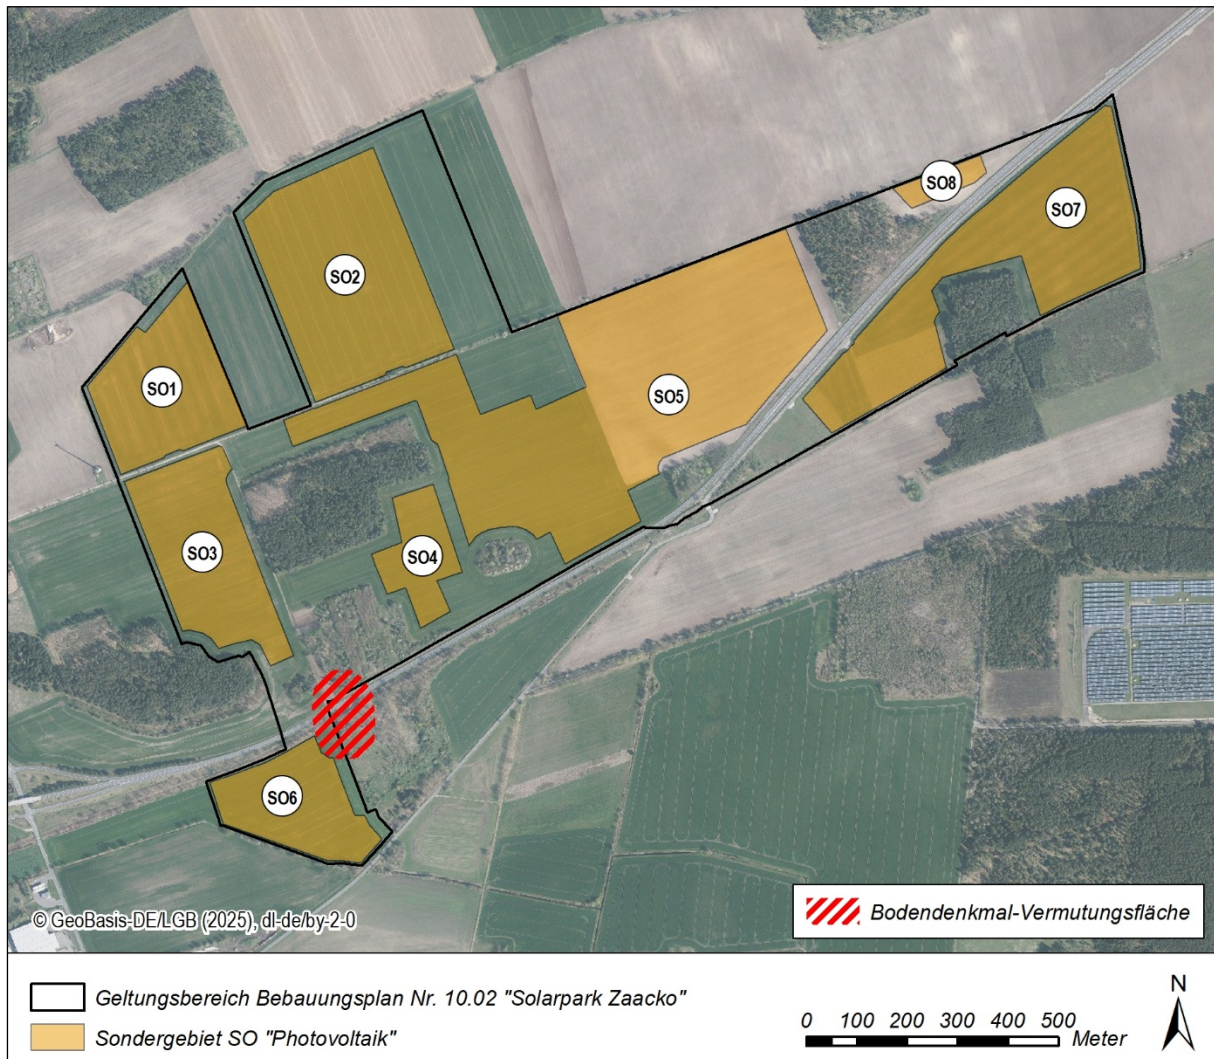 SO8
SO7
SO2
SO1
SO5
SO3
SO4
SO6
© GeoBasis-DE/LGB (2025), dl-de/by-2-0
Bodendenkmal-Vermutungsfläche
Geltungsbereich Bebauungsplan Nr. 10.02 "Solarpark Zaacko"
Sondergebiet SO "Photovoltaik"
0 100 200 300 400 500
Meter
N